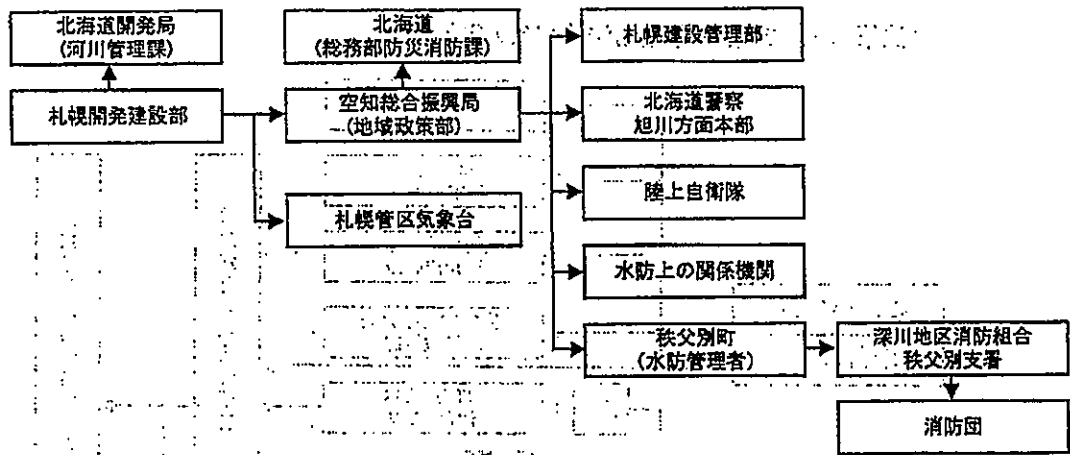 北海道開発局
(河川管理課)
北海道
(総務部防災消防課)
札幌建設管理部
札幌開発建設部
空知総合振興局
(地域政策部)
北海道警察
旭川方面本部
陸上自衛隊
札幌管区気象台
水防上の関係機関
秩父別町
(水防管理者)
深川地区消防組合
秩父別支署
消防団